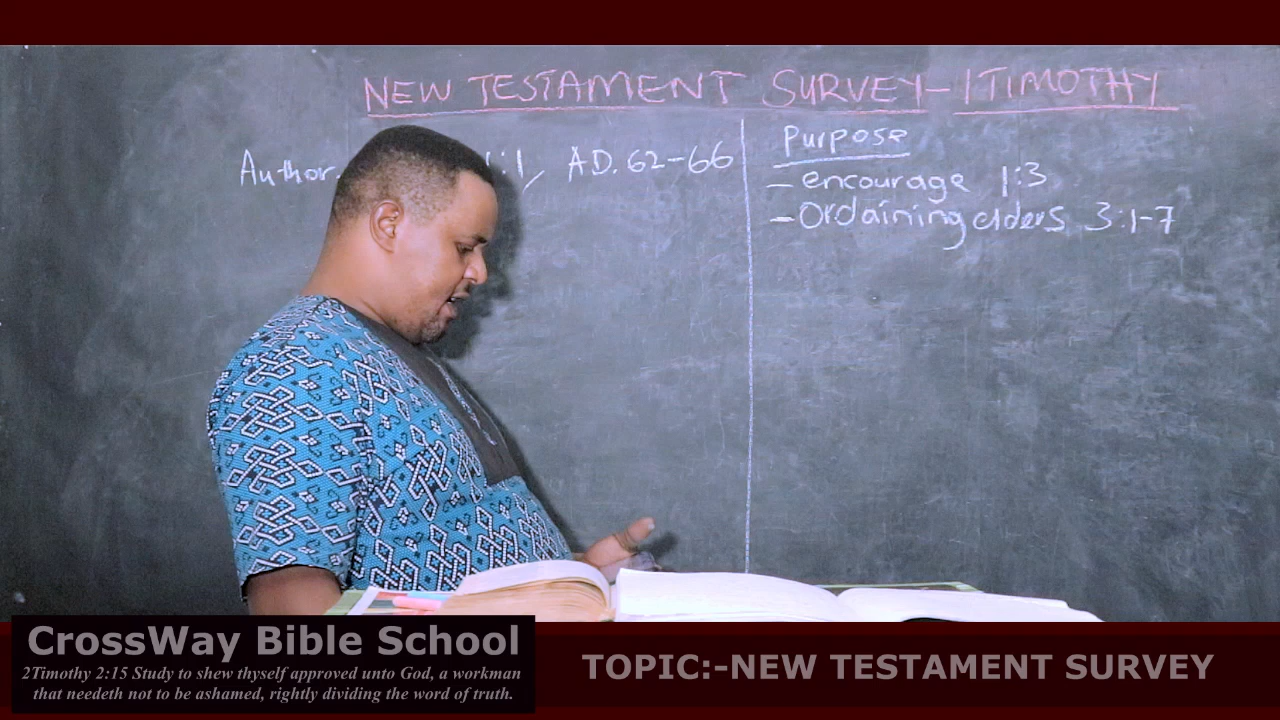 NEW TESTAMENT SURVEY-1 TIMOTHY
Author. 1:1, A.D. 62-66
Purpose
- encourage 1:3
- Ordaining elders 3:1-7
CrossWay Bible School
2Timothy 2:15 Study to shew thyself approved unto God, a workman
that needeth not to be ashamed, rightly dividing the word of truth.
TOPIC:-NEW TESTAMENT SURVEY